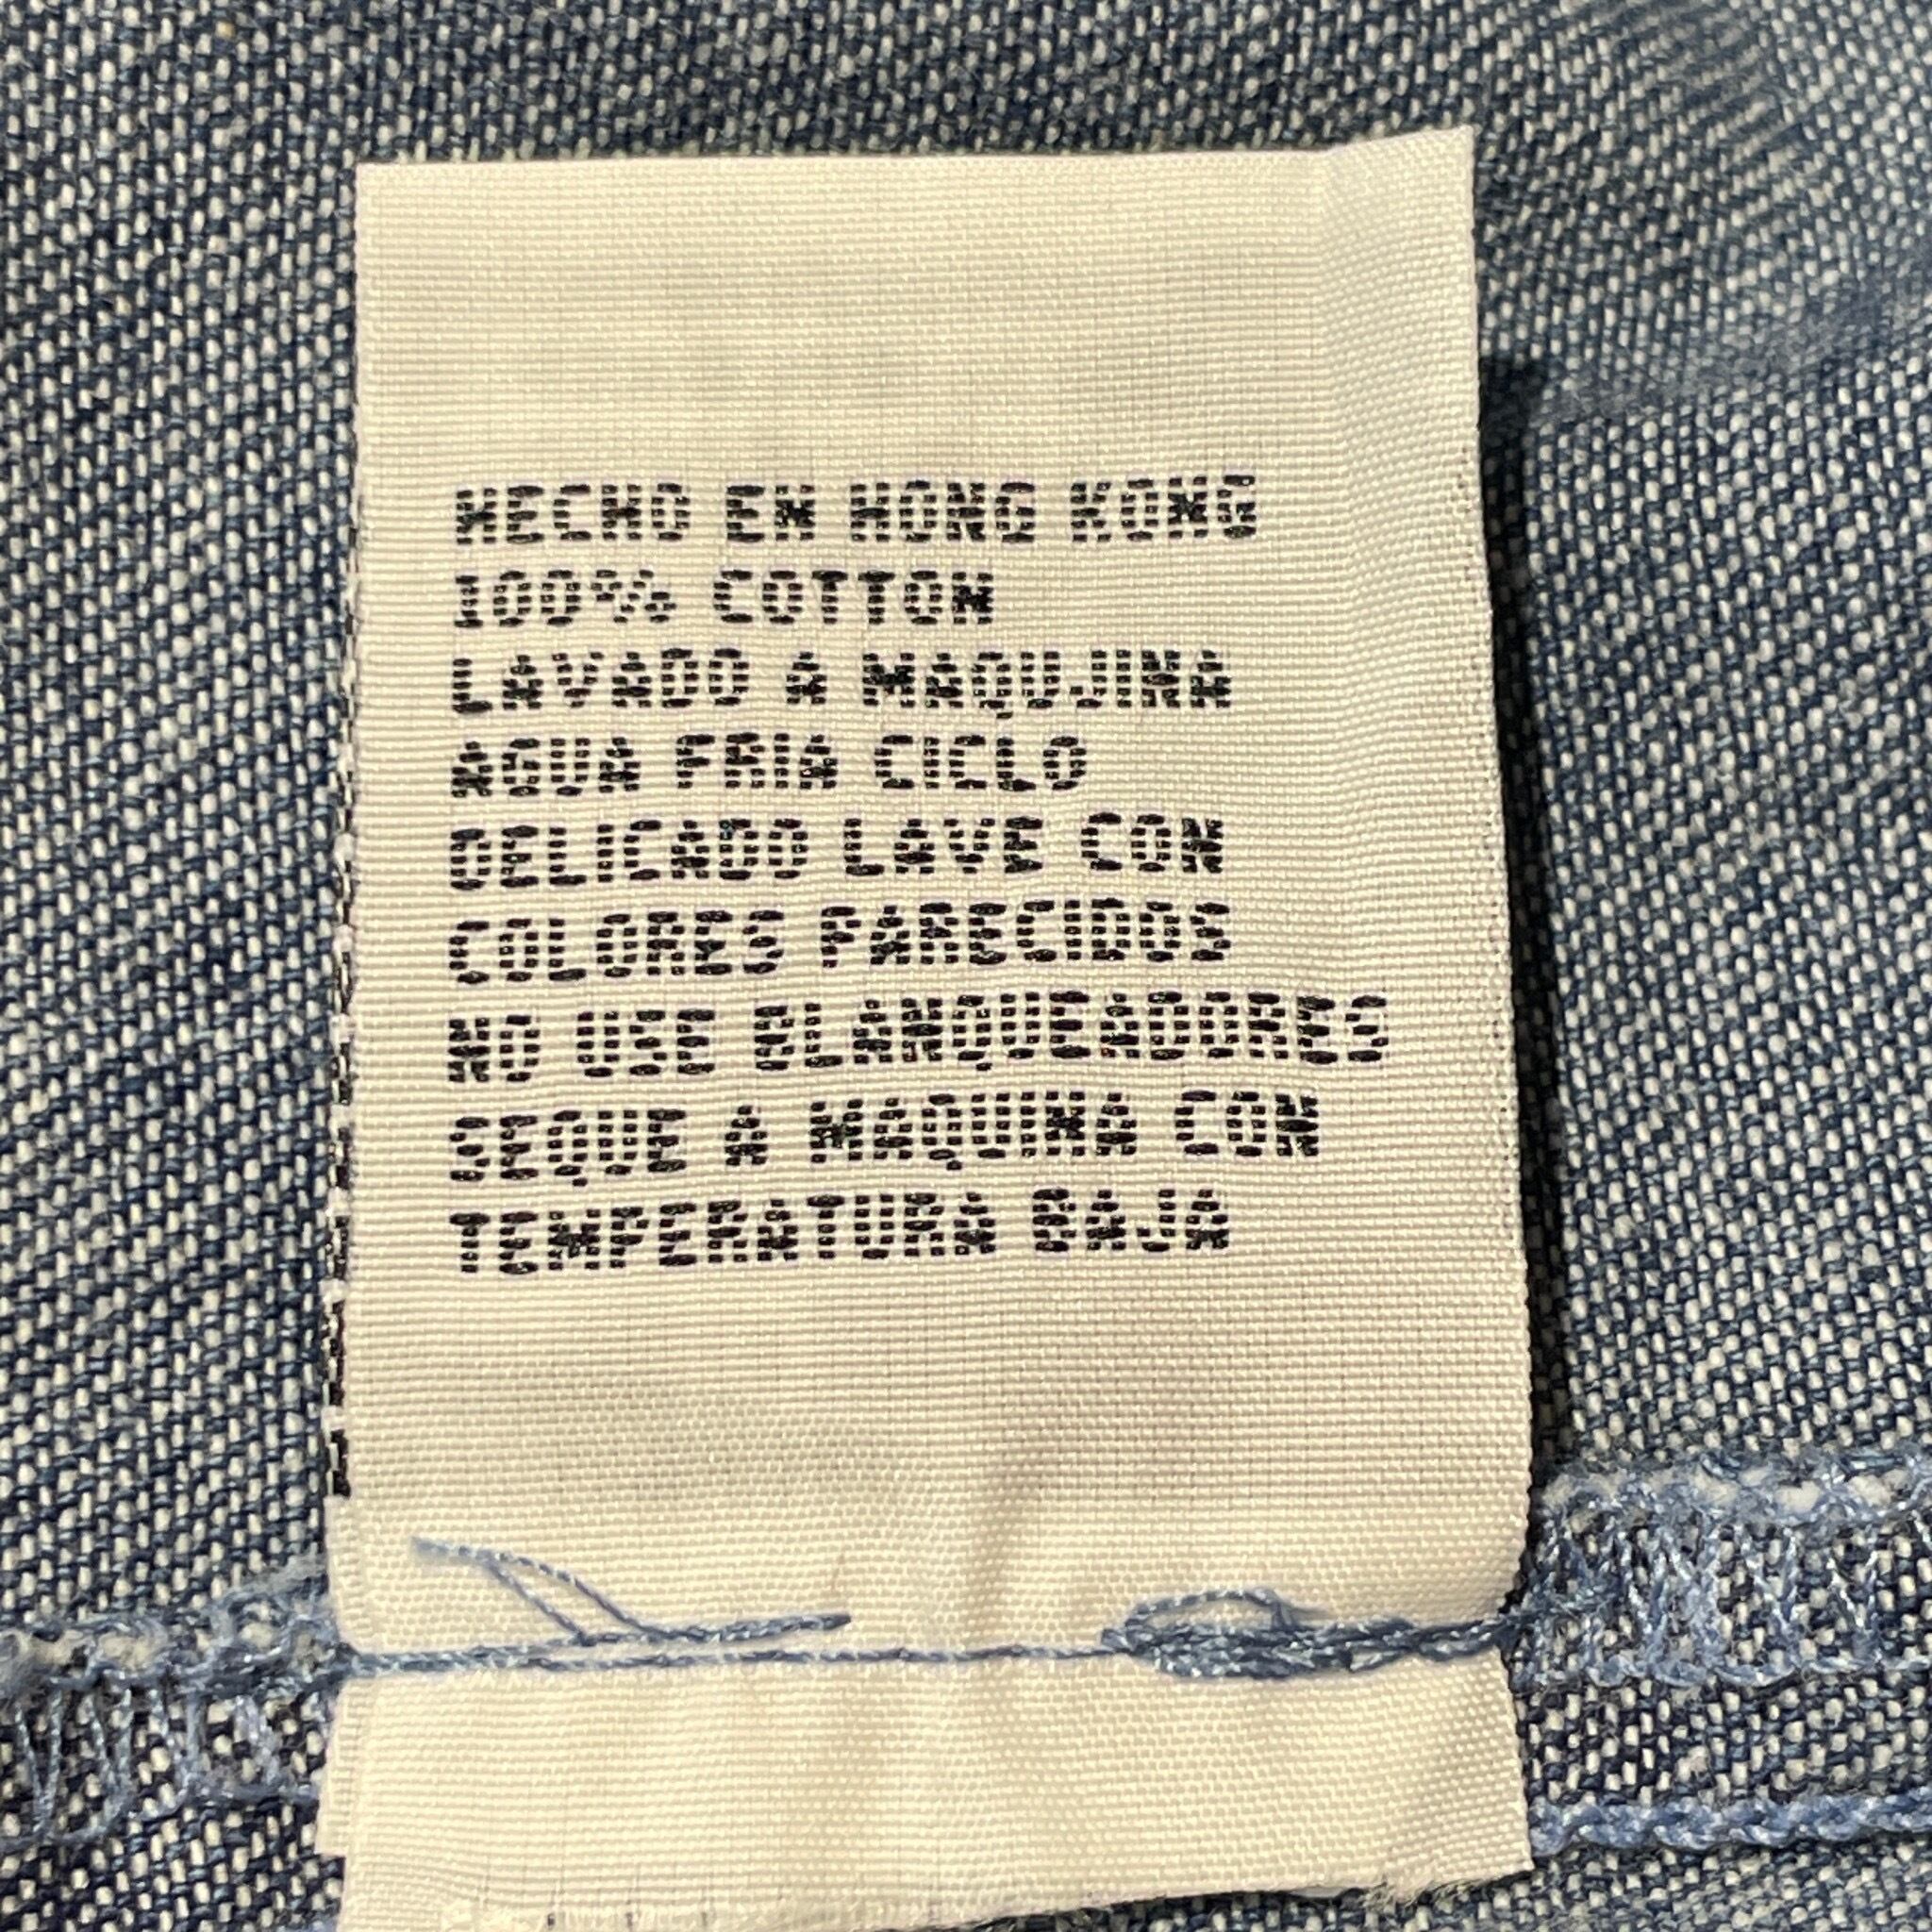 HECHO EN HONG KONG
100% COTTON
LAVADO A MAQUJINA
AGUA FRIA CICLO
DELICADO LAVE CON
COLORES PARECIDOS
NO USE BLANQUEADORES
SEQUE A MAQUINA CON
TEMPERATURA BAJA